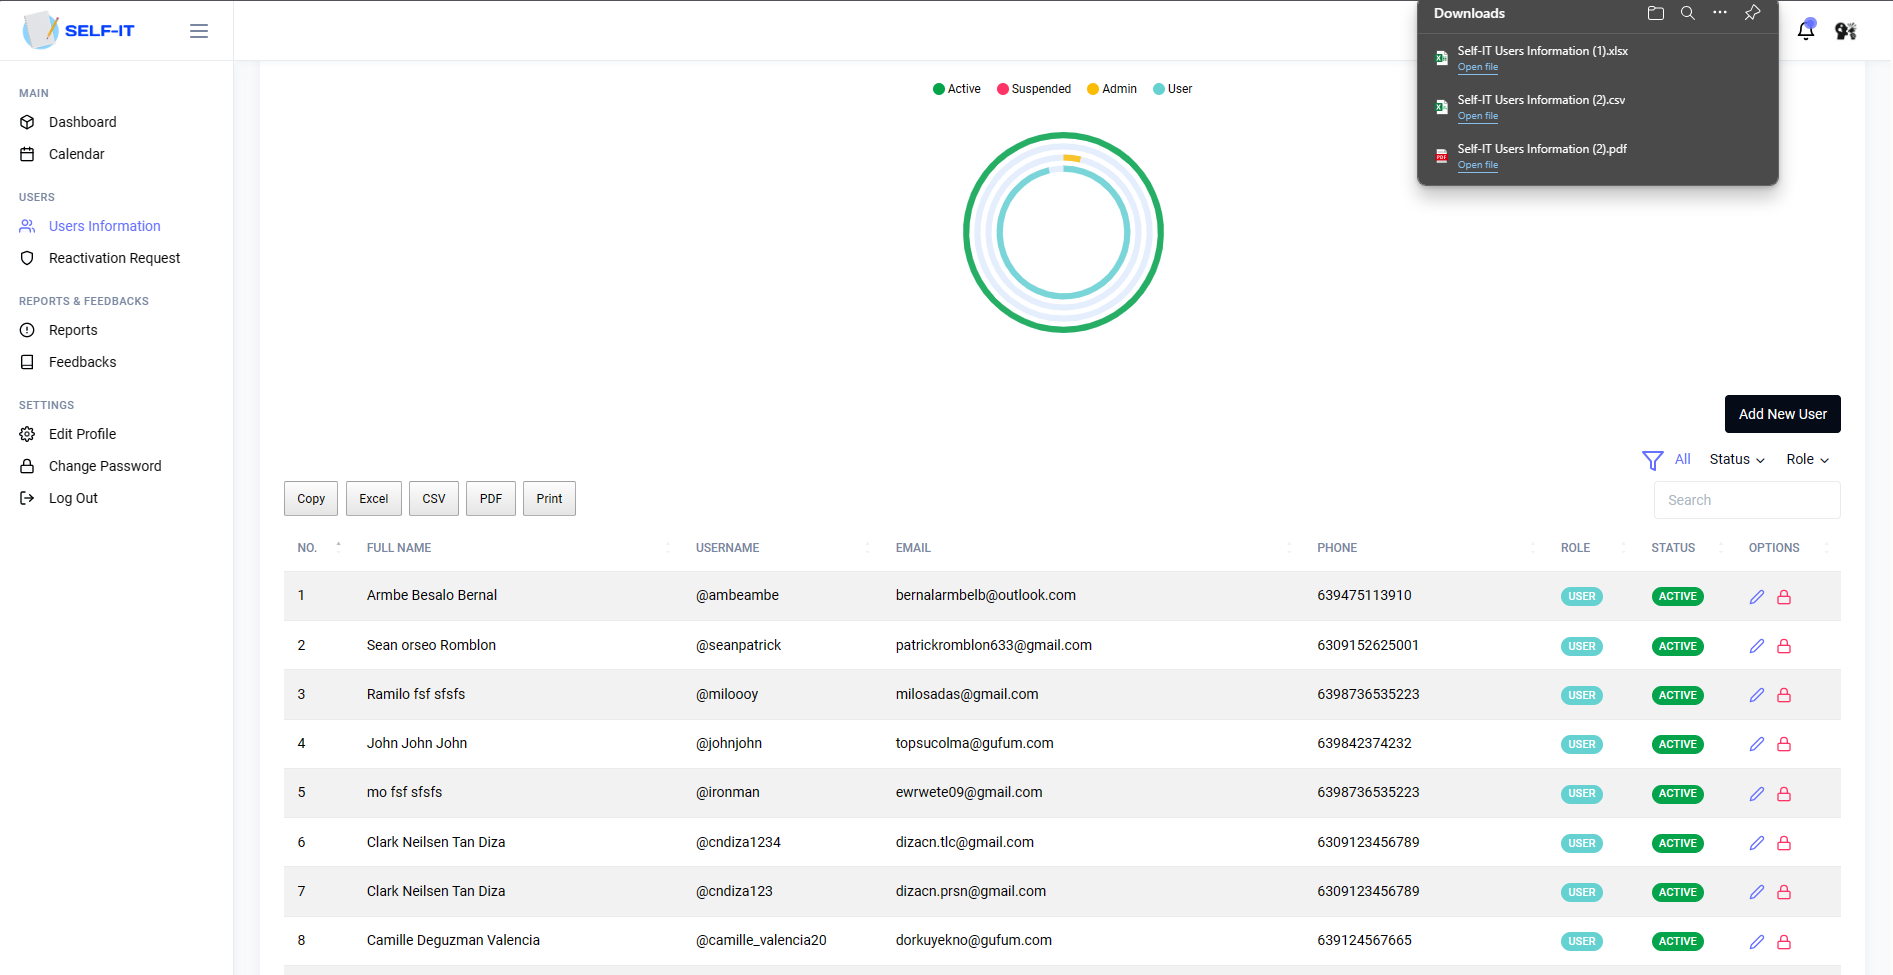 SELF-IT
MAIN
Dashboard
Calendar
USERS
Users Information
Reactivation Request
REPORTS & FEEDBACKS
Reports
Feedbacks
SETTINGS
Edit Profile
Change Password
Log Out
Downloads
Self-IT Users Information (1).xlsx
Open file
Self-IT Users Information (2).csv
Open file
Self-IT Users Information (2).pdf
Open file
Active Suspended Admin User
Add New User
All Status Role
Copy Excel CSV PDF Print
Search
NO. FULL NAME USERNAME EMAIL PHONE ROLE STATUS OPTIONS
1 Armbe Besalo Bernal @ambeambe bernalarmbelb@outlook.com 639475113910 USER ACTIVE
2 Sean orseo Romblon @seanpatrick patrickromblon633@gmail.com 6309152625001 USER ACTIVE
3 Ramilo fsf sfsfs @miloooy milosadas@gmail.com 6398736535223 USER ACTIVE
4 John John John @johnjohn topsucolma@gufum.com 639842374232 USER ACTIVE
5 mo fsf sfsfs @ironman ewrwete09@gmail.com 6398736535223 USER ACTIVE
6 Clark Neilsen Tan Diza @cndiza1234 dizacn.tlc@gmail.com 6309123456789 USER ACTIVE
7 Clark Neilsen Tan Diza @cndiza123 dizacn.prsn@gmail.com 6309123456789 USER ACTIVE
8 Camille Deguzman Valencia @camille_valencia20 dorkuyekno@gufum.com 639124567665 USER ACTIVE